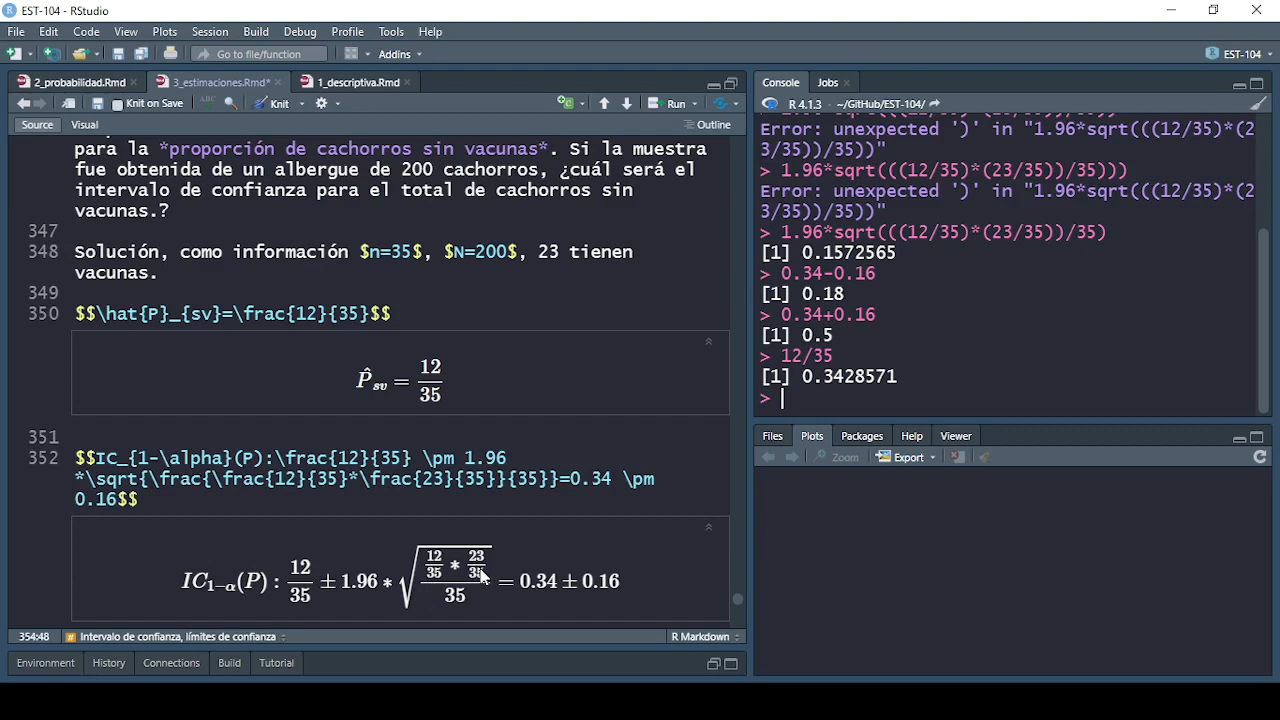 EST-104 - RStudio
File Edit Code View Plots Session Build Debug Profile Tools Help
Go to file/function Addins EST-104
2_probabilidad.Rmd 3_estimaciones.Rmd* 1_descriptiva.Rmd
Knit on Save ABC Knit Run
Source Visual Outline
para la *proporción de cachorros sin vacunas*. Si la muestra
fue obtenida de un albergue de 200 cachorros, ¿cuál será el
intervalo de confianza para el total de cachorros sin
vacunas.?
347
348 Solución, como información $n=35$, $N=200$, 23 tienen
vacunas.
349
350 $$\hat{P}_{sv}=\frac{12}{35}$$
P̂_sv = 12/35
351
352 $$IC_{1-\alpha}(P):\frac{12}{35} \pm 1.96
*\sqrt{\frac{\frac{12}{35}*\frac{23}{35}}{35}}=0.34 \pm
0.16$$
IC_{1−α}(P) : 12/35 ± 1.96 * √((12/35 * 23/35)/35) = 0.34 ± 0.16
354:48 # Intervalo de confianza, límites de confianza R Markdown
Environment History Connections Build Tutorial
Console Jobs
R 4.1.3 · ~/GitHub/EST-104/
Error: unexpected ')' in "1.96*sqrt(((12/35)*(2
3/35))/35))"
> 1.96*sqrt(((12/35)*(23/35))/35)))
Error: unexpected ')' in "1.96*sqrt(((12/35)*(2
3/35))/35))"
> 1.96*sqrt(((12/35)*(23/35))/35)
[1] 0.1572565
> 0.34-0.16
[1] 0.18
> 0.34+0.16
[1] 0.5
> 12/35
[1] 0.3428571
>
Files Plots Packages Help Viewer
Zoom Export